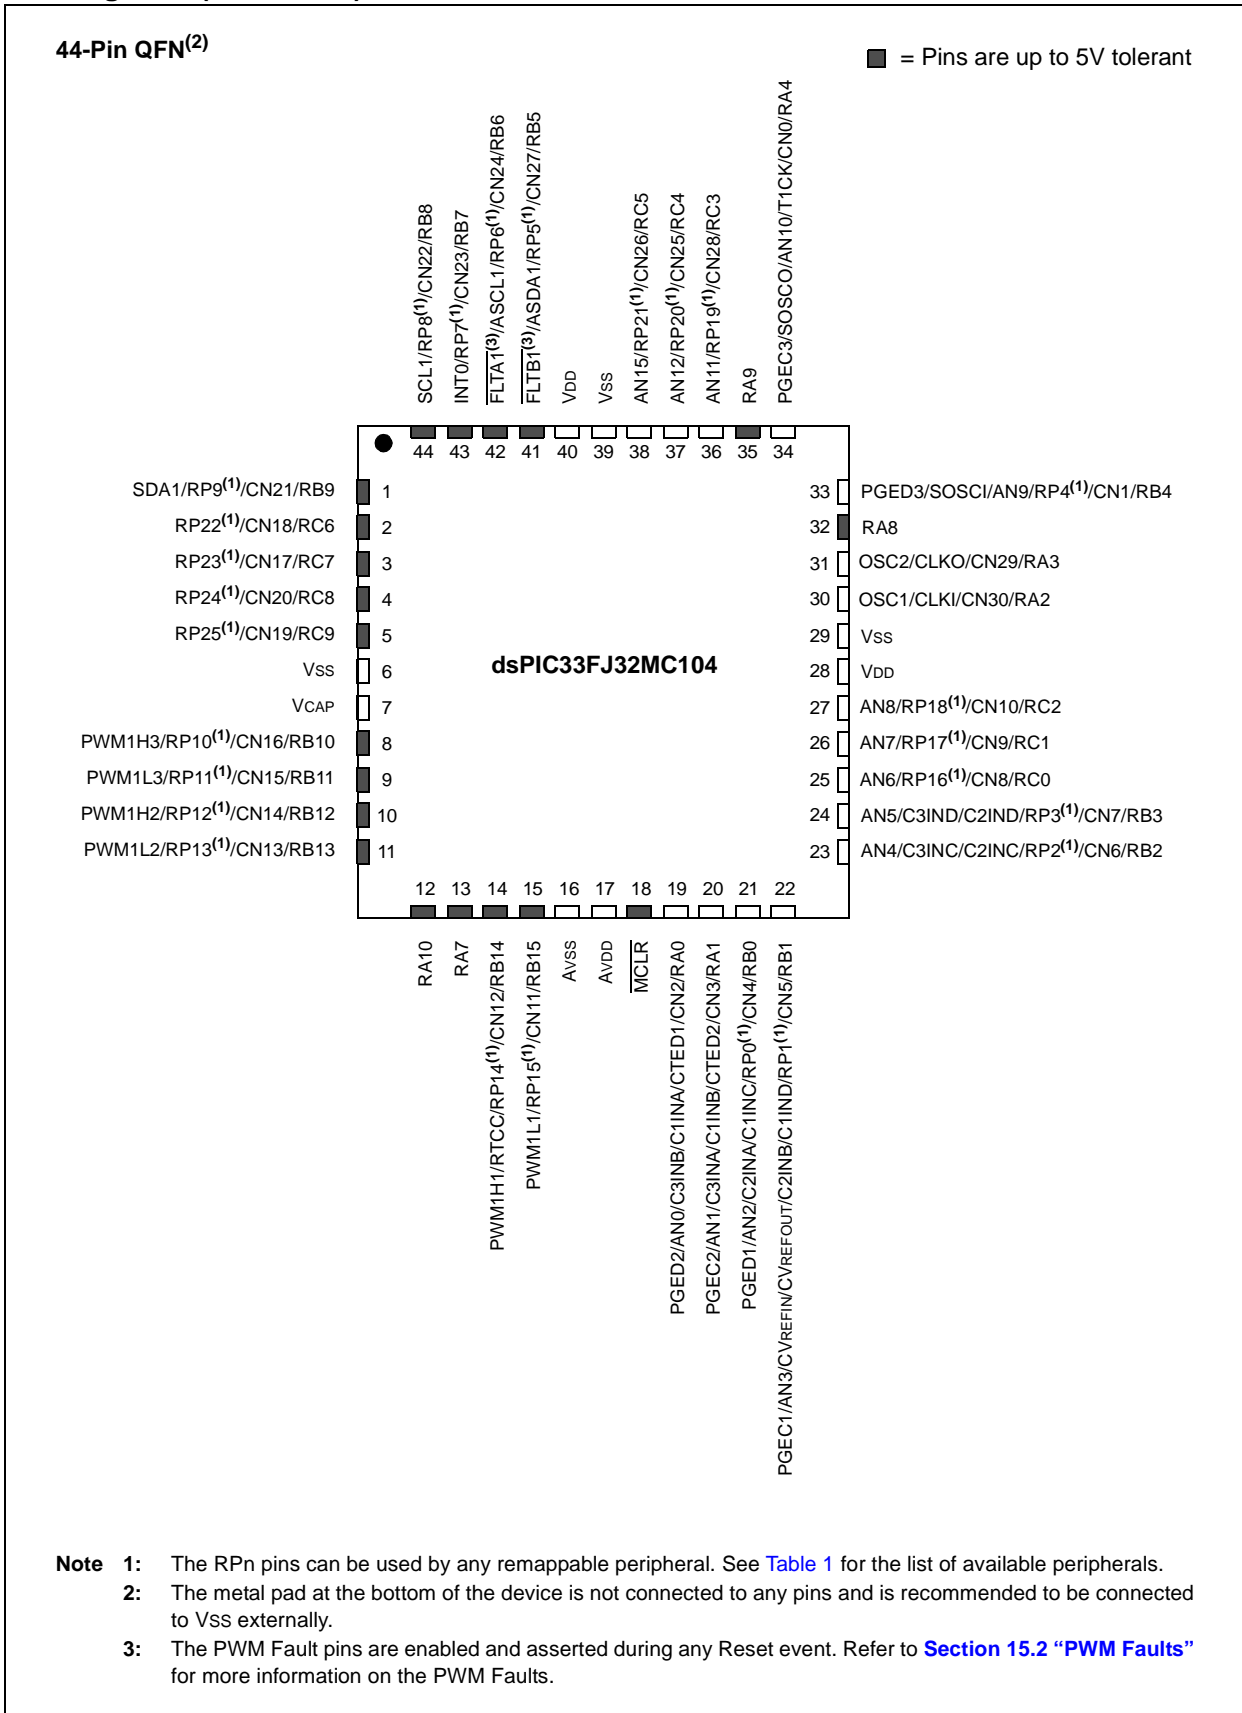 44-Pin QFN(2)
= Pins are up to 5V tolerant
SCL1/RP8(1)/CN22/RB8
INT0/RP7(1)/CN23/RB7
FLTA1(3)/ASCL1/RP6(1)/CN24/RB6
FLTB1(3)/ASDA1/RP5(1)/CN27/RB5
VDD
VSS
AN15/RP21(1)/CN26/RC5
AN12/RP20(1)/CN25/RC4
AN11/RP19(1)/CN28/RC3
RA9
PGEC3/SOSCO/AN10/T1CK/CN0/RA4
44 43 42 41 40 39 38 37 36 35 34
SDA1/RP9(1)/CN21/RB9 1
RP22(1)/CN18/RC6 2
RP23(1)/CN17/RC7 3
RP24(1)/CN20/RC8 4
RP25(1)/CN19/RC9 5
VSS 6
VCAP 7
PWM1H3/RP10(1)/CN16/RB10 8
PWM1L3/RP11(1)/CN15/RB11 9
PWM1H2/RP12(1)/CN14/RB12 10
PWM1L2/RP13(1)/CN13/RB13 11
dsPIC33FJ32MC104
33 PGED3/SOSCI/AN9/RP4(1)/CN1/RB4
32 RA8
31 OSC2/CLKO/CN29/RA3
30 OSC1/CLKI/CN30/RA2
29 VSS
28 VDD
27 AN8/RP18(1)/CN10/RC2
26 AN7/RP17(1)/CN9/RC1
25 AN6/RP16(1)/CN8/RC0
24 AN5/C3IND/C2IND/RP3(1)/CN7/RB3
23 AN4/C3INC/C2INC/RP2(1)/CN6/RB2
12 13 14 15 16 17 18 19 20 21 22
RA10
RA7
PWM1H1/RTCC/RP14(1)/CN12/RB14
PWM1L1/RP15(1)/CN11/RB15
AVSS
AVDD
MCLR
PGED2/AN0/C3INB/C1INA/CTED1/CN2/RA0
PGEC2/AN1/C3INA/C1INB/CTED2/CN3/RA1
PGED1/AN2/C2INA/C1INC/RP0(1)/CN4/RB0
PGEC1/AN3/CVREFIN/CVREFOUT/C2INB/C1IND/RP1(1)/CN5/RB1
Note 1: The RPn pins can be used by any remappable peripheral. See Table 1 for the list of available peripherals.
2: The metal pad at the bottom of the device is not connected to any pins and is recommended to be connected
to VSS externally.
3: The PWM Fault pins are enabled and asserted during any Reset event. Refer to Section 15.2 “PWM Faults”
for more information on the PWM Faults.